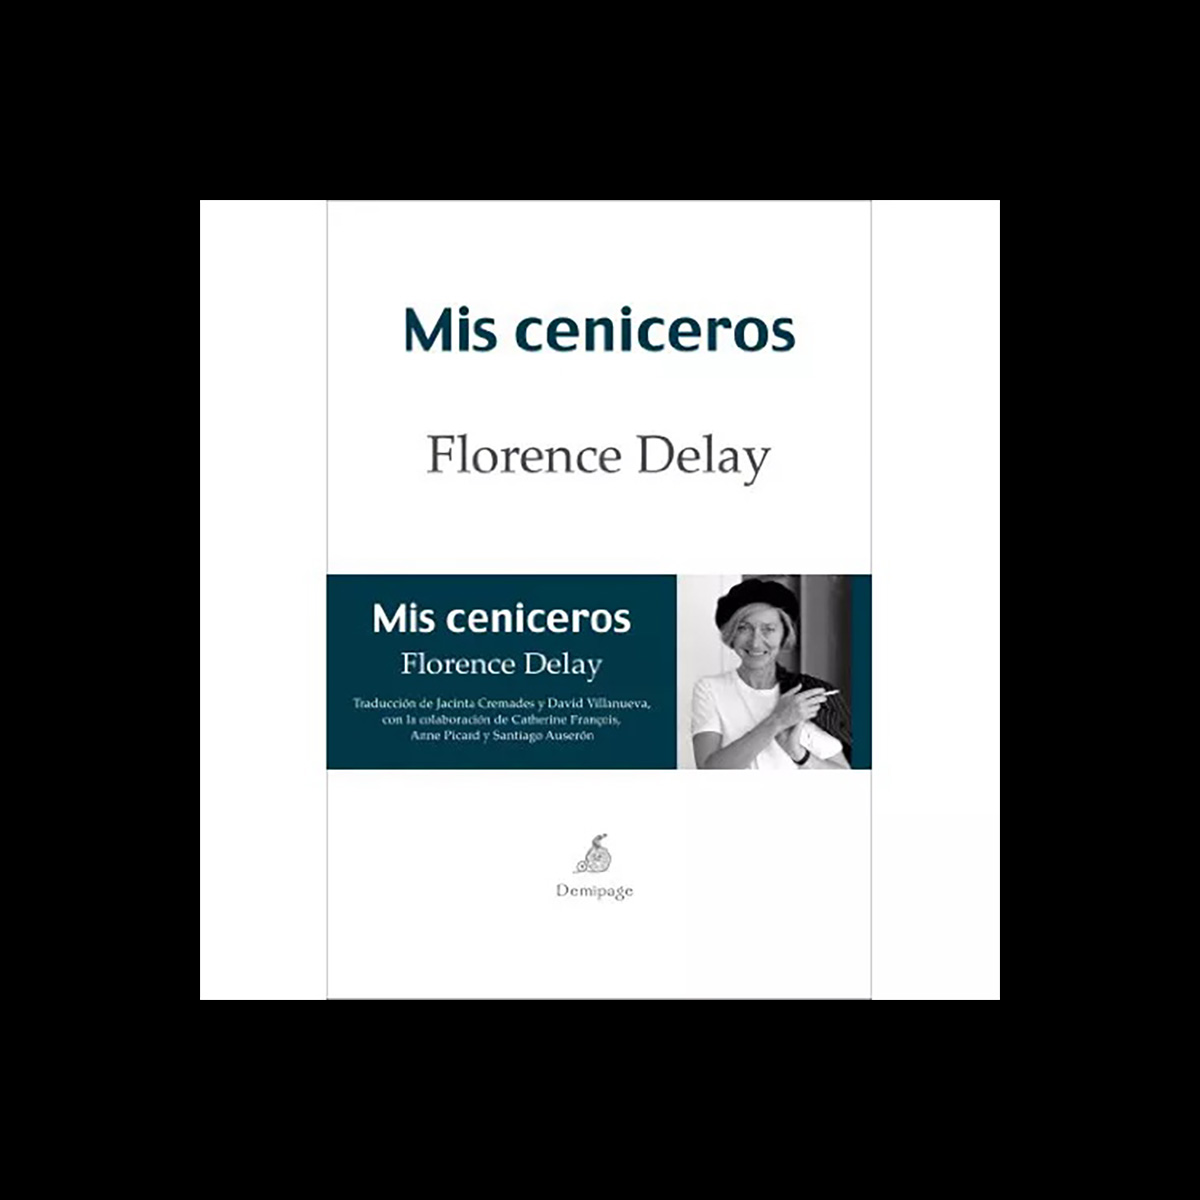 Mis ceniceros
Florence Delay
Mis ceniceros
Florence Delay
Traducción de Jacinta Cremades y David Villanueva,
con la colaboración de Catherine François,
Anne Picard y Santiago Auserón
Demipage